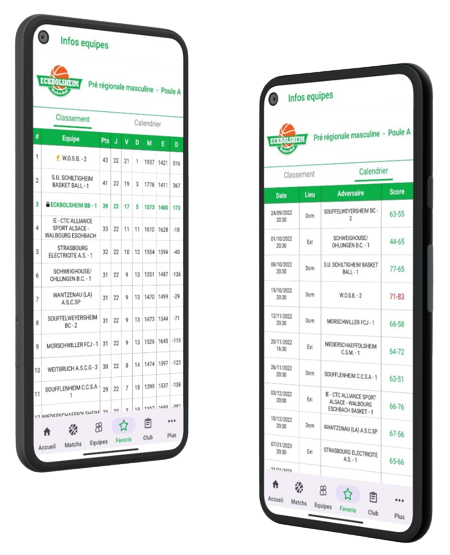 Infos equipes
ECKBOLSHEIM
Pré régionale masculine - Poule A
Classement
Calendrier
# Equipe Pts J V D M E D
1 W.O.S.B. - 2 43 22 21 1 1937 1421 516
2 S.U. SCHILTIGHEIM
BASKET BALL - 1 41 22 19 3 1778 1411 367
3 ECKBOLSHEIM BB - 1 39 22 17 5 1573 1400 173
4 IE - CTC ALLIANCE
SPORT ALSACE -
WALBOURG ESCHBACH 33 22 11 11 1610 1628 -18
5 STRASBOURG
ELECTRICITE A.S. - 1 32 22 10 12 1554 1594 -40
6 SCHWEIGHOUSE/
OHLUNGEN B.C. - 1 31 22 9 13 1351 1487 -136
7 WANTZENAU (LA)
A.S.C.SP 31 22 9 13 1470 1499 -29
8 SOUFFELWEYERSHEIM
BC - 2 31 22 9 13 1473 1544 -71
9 MORSCHWILLER FCJ - 1 31 22 9 13 1526 1645 -119
10 WEITBRUCH A.S.C.G - 3 30 22 8 14 1474 1597 -123
11 SOUFFLENHEIM C.C.S.A
- 1 29 22 7 15 1399 1537 -138
Accueil
Matchs
Equipes
Favoris
Club
Plus
Infos equipes
ECKBOLSHEIM
Pré régionale masculine - Poule A
Classement
Calendrier
Date Lieu Adversaire Score
24/09/2022
20:30 Dom SOUFFELWEYERSHEIM BC -
2 63-55
01/10/2022
20:30 Ext SCHWEIGHOUSE/
OHLUNGEN B.C. - 1 44-65
08/10/2022
20:30 Dom S.U. SCHILTIGHEIM BASKET
BALL - 1 77-65
15/10/2022
20:30 Dom W.O.S.B. - 2 71-83
12/11/2022
20:30 Dom MORSCHWILLER FCJ - 1 66-58
20/11/2022
16:30 Ext NIEDERSCHAEFFOLSHEIM
C.S.M. - 1 64-72
26/11/2022
20:30 Dom SOUFFLENHEIM C.C.S.A - 1 63-51
03/12/2022
20:00 Ext IE - CTC ALLIANCE SPORT
ALSACE - WALBOURG
ESCHBACH BASKET - 1 66-76
10/12/2022
20:30 Dom WANTZENAU (LA) A.S.C.SP 67-56
07/01/2023
20:30 Ext STRASBOURG ELECTRICITE
A.S. - 1 65-66
Accueil
Matchs
Equipes
Favoris
Club
Plus